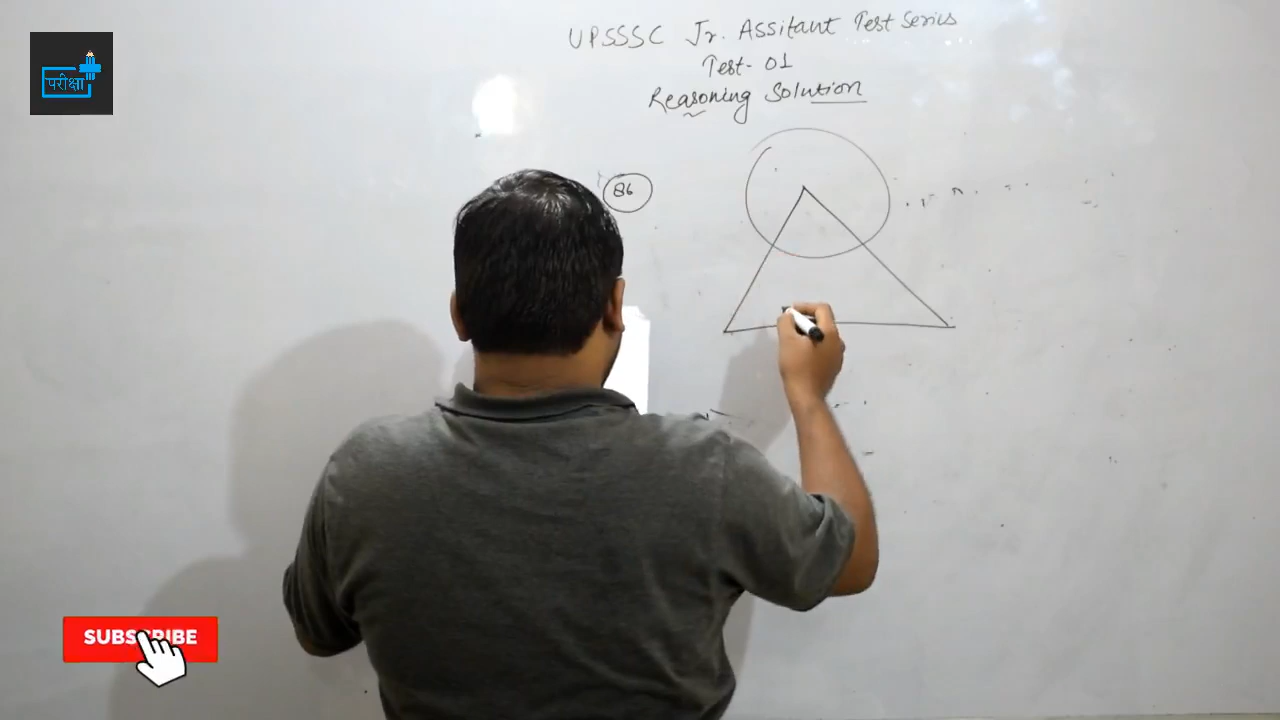 परीक्षा
UPSSSC Jr. Assitant Test Series
Test- 01
Reasoning Solution
86
SUBSCRIBE